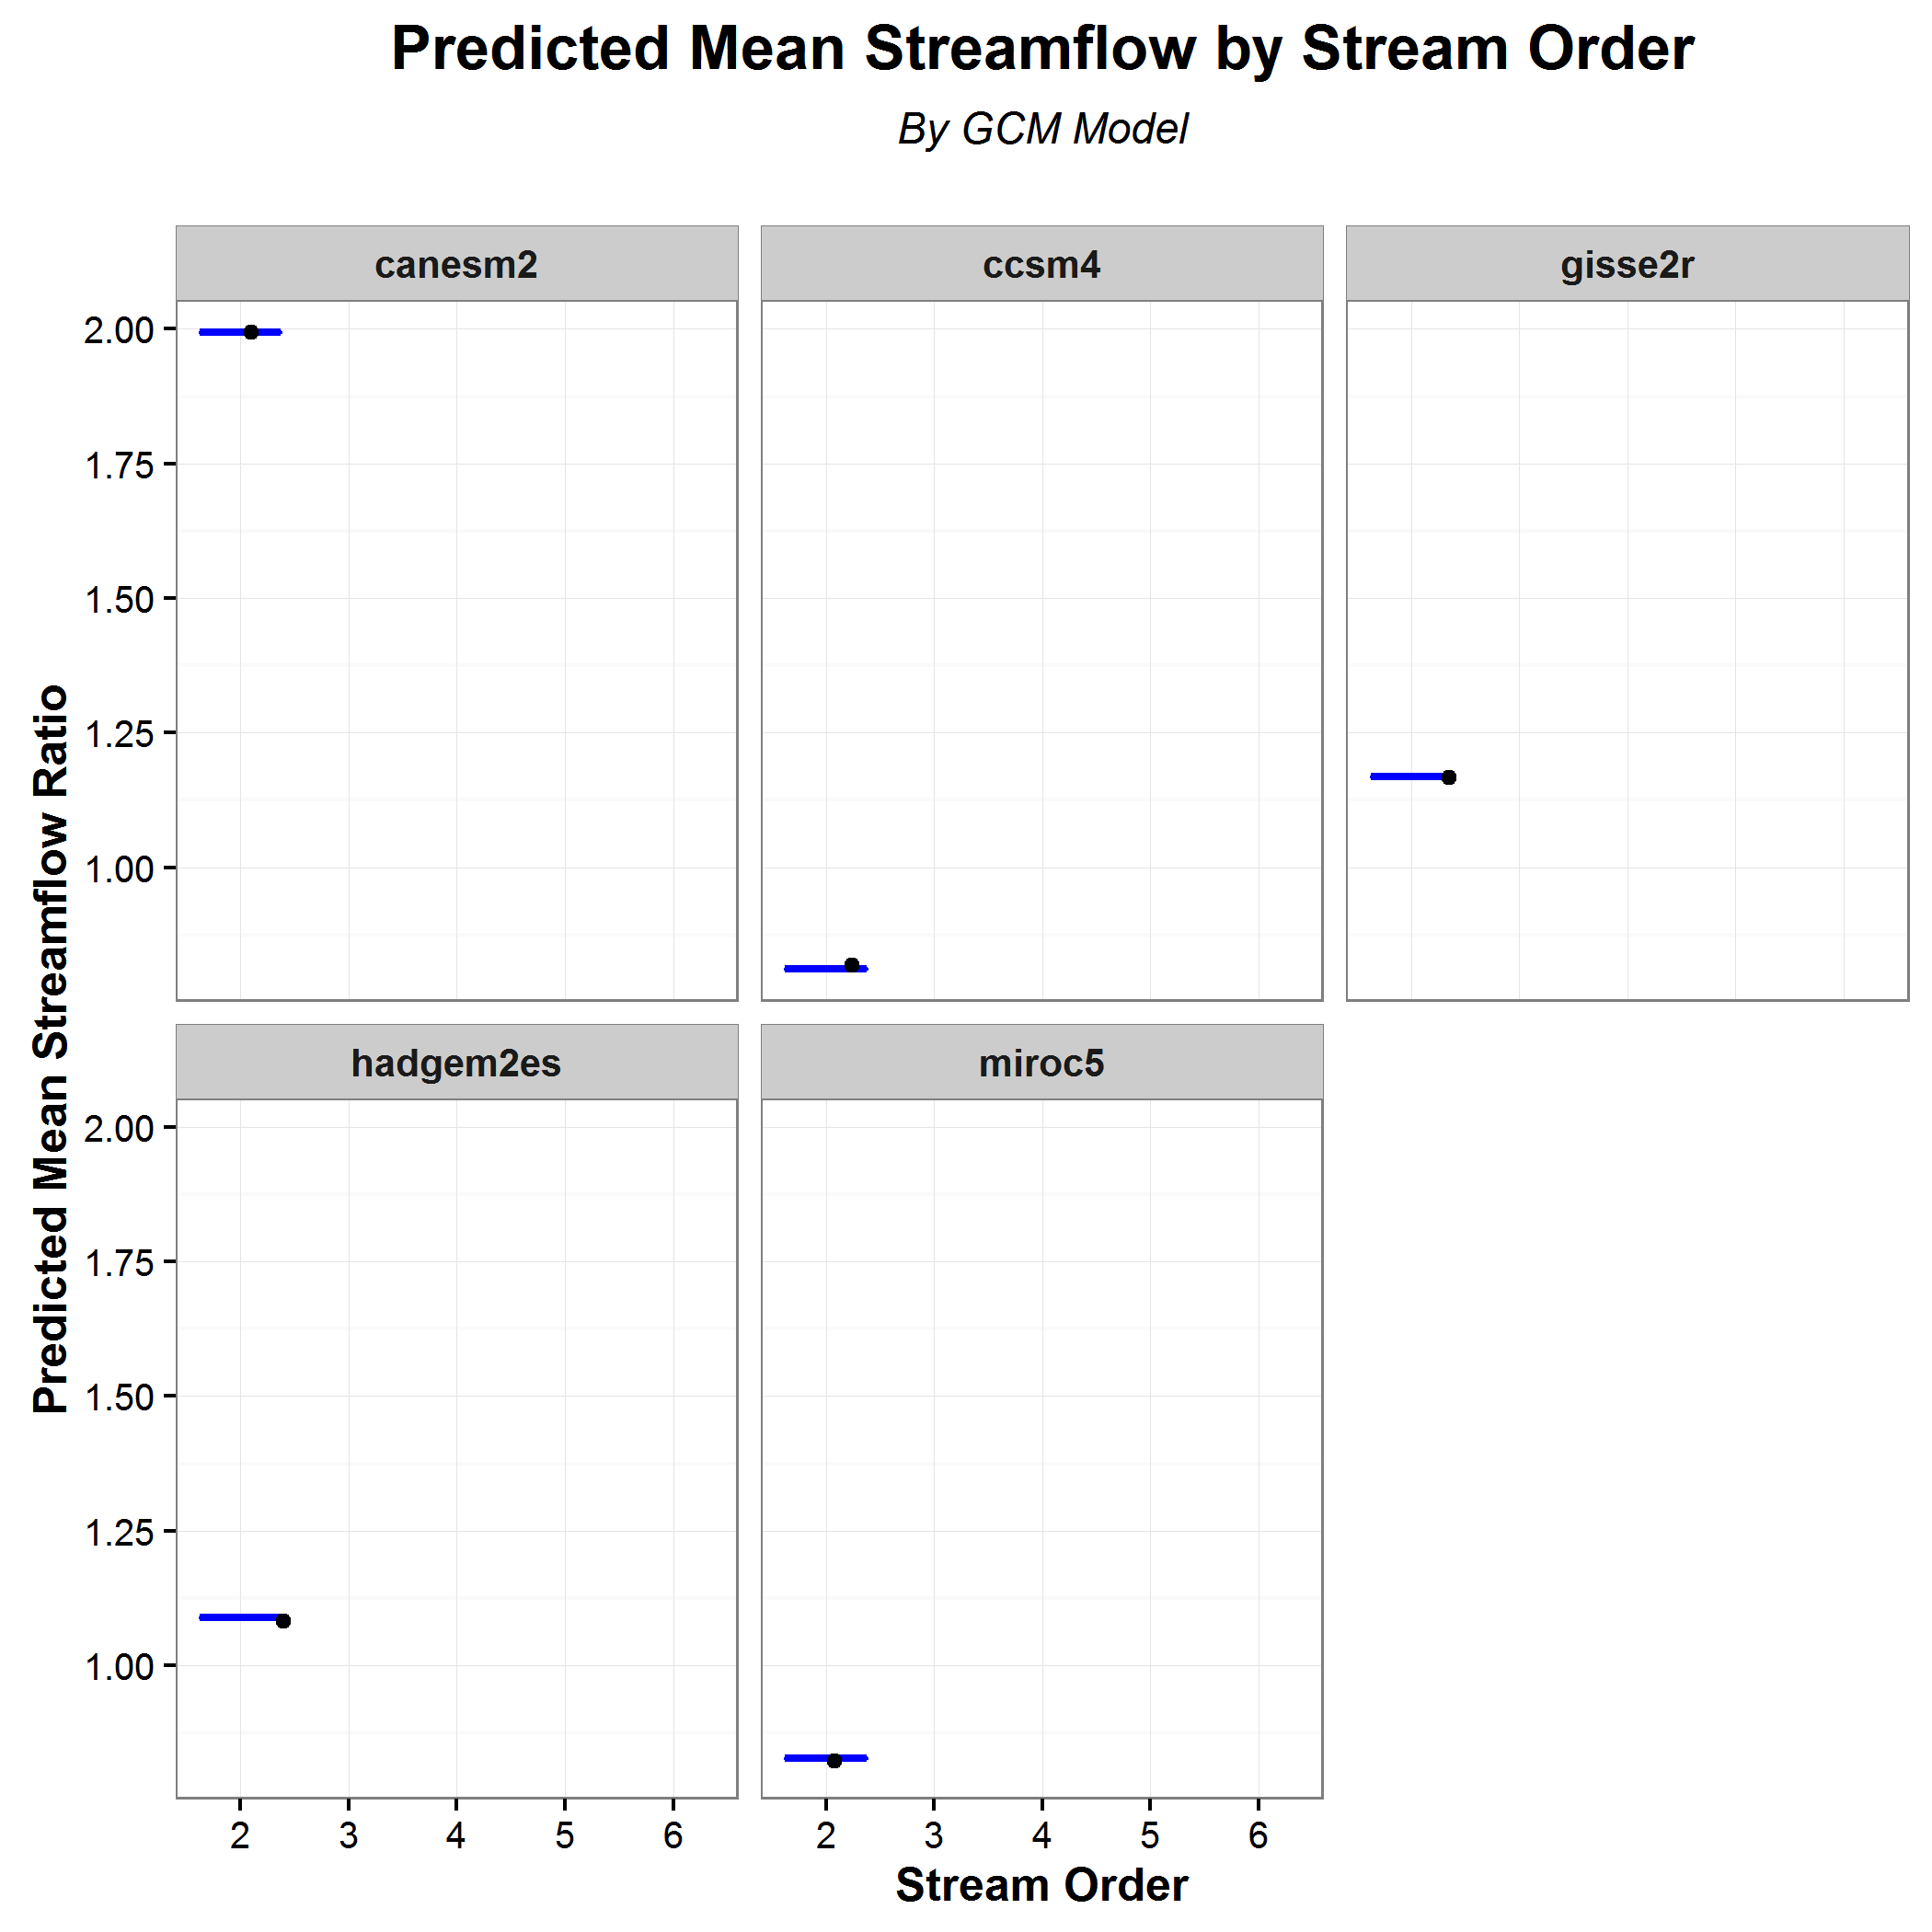 Predicted Mean Streamflow by Stream Order
By GCM Model
canesm2
ccsm4
gisse2r
2.00
1.75
1.50
1.25
1.00
Predicted Mean Streamflow Ratio
hadgem2es
miroc5
2.00
1.75
1.50
1.25
1.00
2 3 4 5 6
2 3 4 5 6
Stream Order